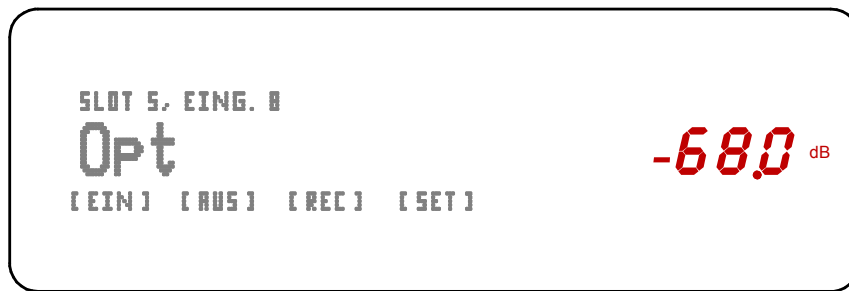 SLOT 5, EING. 8
Opt
-68.0 dB
[EIN] [AUS] [REC] [SET]